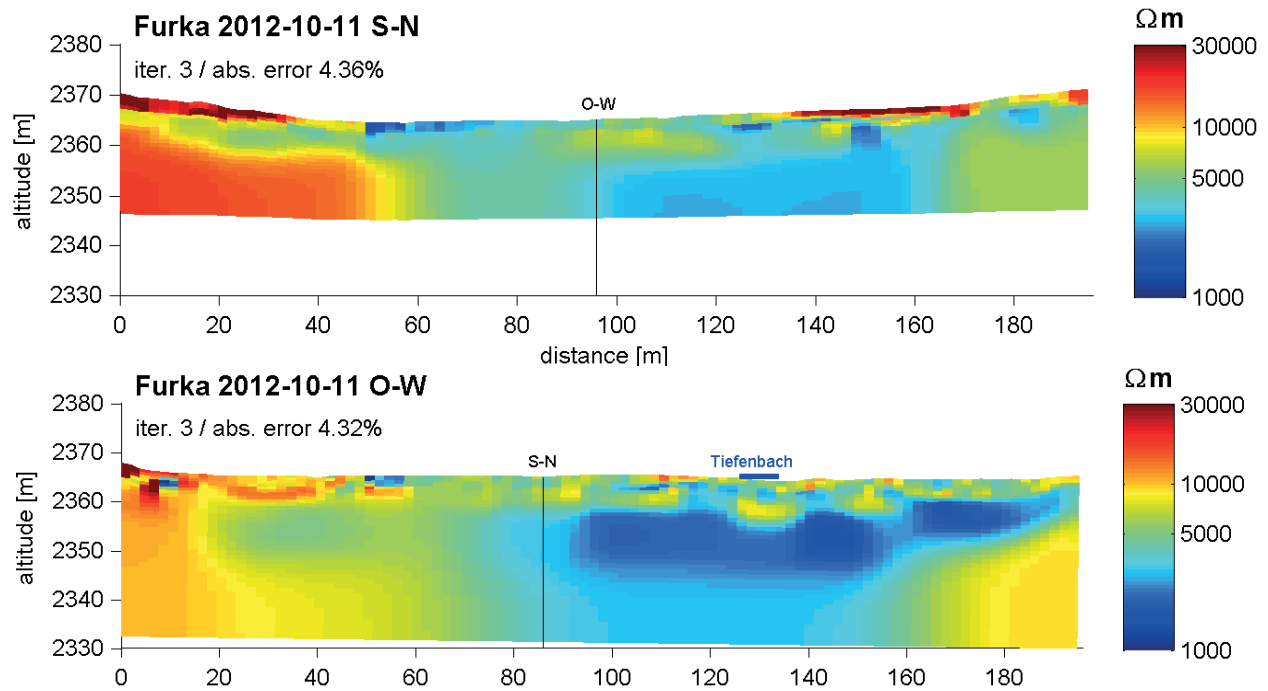 Furka 2012-10-11 S-N
iter. 3 / abs. error 4.36%
altitude [m]
2380
2370
2360
2350
2340
2330
O-W
0 20 40 60 80 100 120 140 160 180
distance [m]
Ωm
30000
10000
5000
1000
Furka 2012-10-11 O-W
iter. 3 / abs. error 4.32%
altitude [m]
2380
2370
2360
2350
2340
2330
S-N
Tiefenbach
0 20 40 60 80 100 120 140 160 180
Ωm
30000
10000
5000
1000